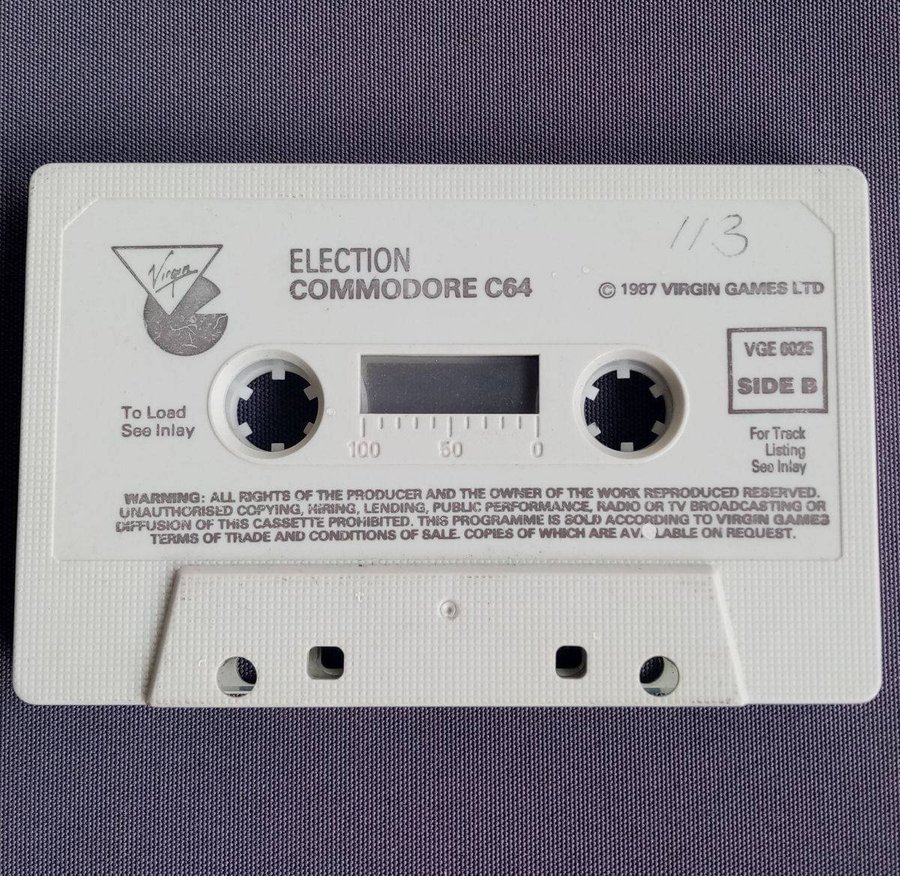 113
Virgin
ELECTION
COMMODORE C64
© 1987 VIRGIN GAMES LTD
VGE 6025
SIDE B
To Load
See Inlay
For Track
Listing
See Inlay
100 50 0
WARNING: ALL RIGHTS OF THE PRODUCER AND THE OWNER OF THE WORK REPRODUCED RESERVED.
UNAUTHORISED COPYING, HIRING, LENDING, PUBLIC PERFORMANCE, RADIO OR TV BROADCASTING OR
DIFFUSION OF THIS CASSETTE PROHIBITED. THIS PROGRAMME IS SOLD ACCORDING TO VIRGIN GAMES
TERMS OF TRADE AND CONDITIONS OF SALE. COPIES OF WHICH ARE AVAILABLE ON REQUEST.